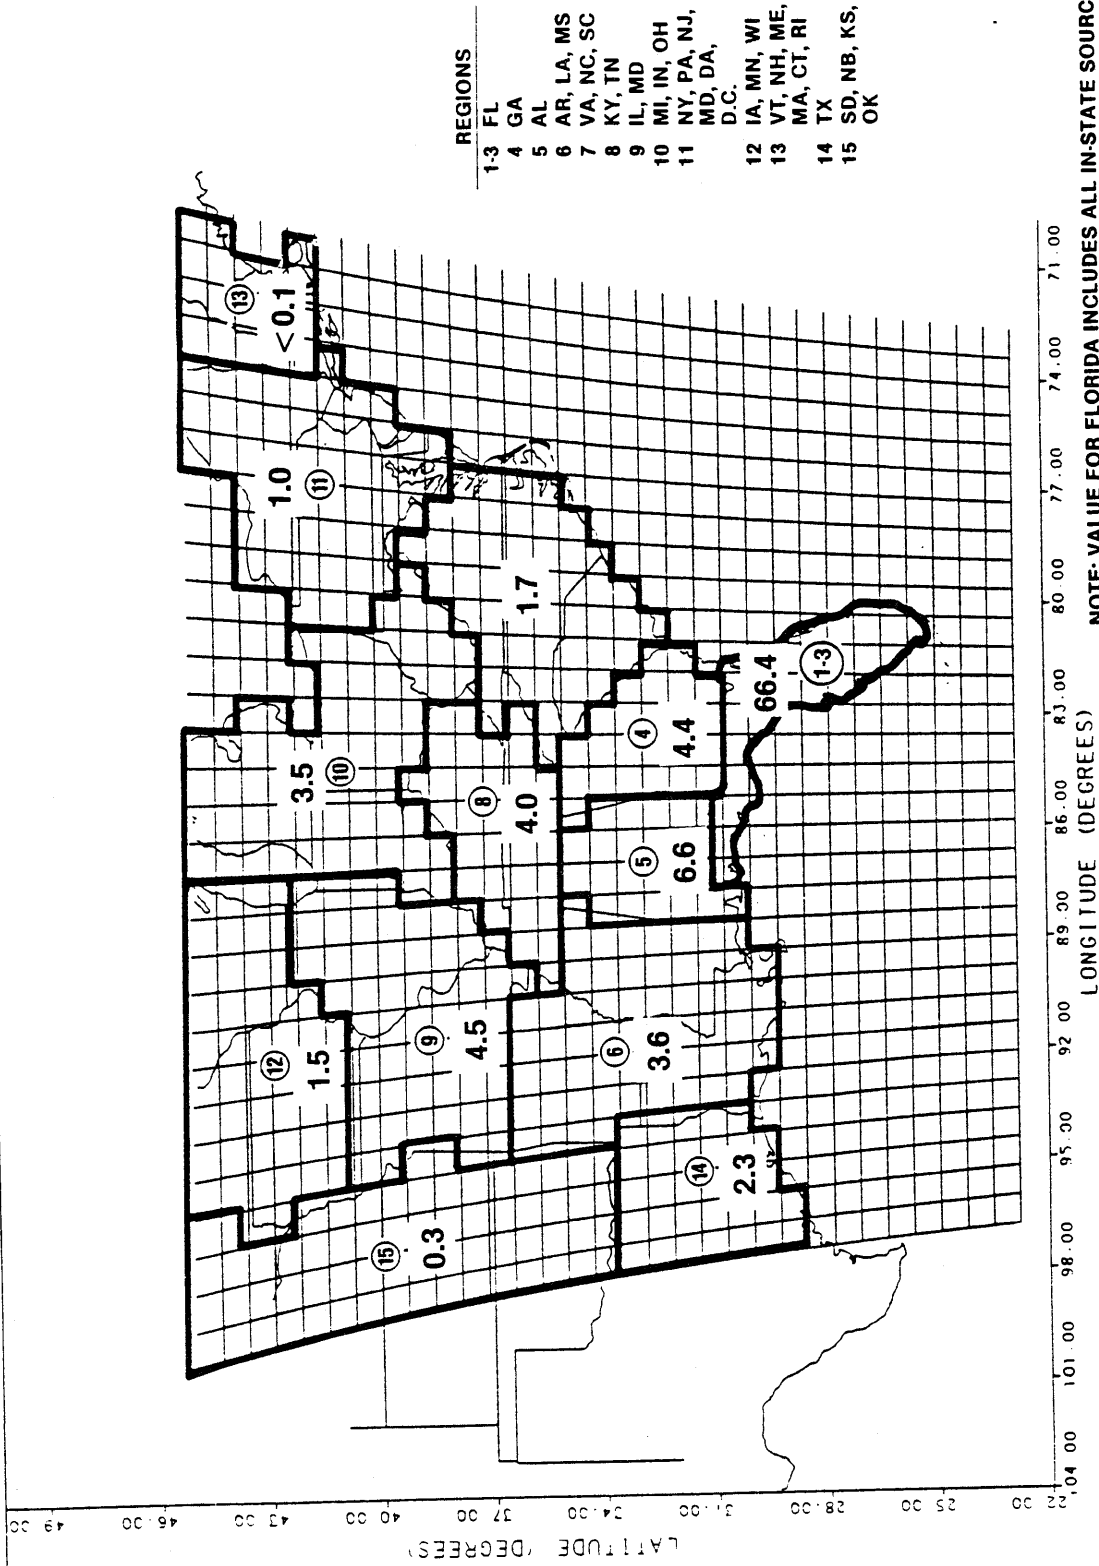 REGIONS
1-3 FL
4 GA
5 AL
6 AR, LA, MS
7 VA, NC, SC
8 KY, TN
9 IL, MD
10 MI, IN, OH
11 NY, PA, NJ,
MD, DA,
D.C.
12 IA, MN, WI
13 VT, NH, ME,
MA, CT, RI
14 TX
15 SD, NB, KS,
OK
13
< 0.1
1.0
11
1.7
3.5
10
8
4.0
4
4.4
66.4
1-3
5
6.6
12
1.5
9
4.5
6
3.6
15
0.3
14
2.3
LATITUDE (DEGREES)
49 00
46.00
43 00
40.00
37 00
34.00
31.00
28.00
25 00
22 00
LONGITUDE (DEGREES)
104 00
101.00
98.00
95.00
92 00
89.30
86.00
83.00
80 00
77.00
74.00
71.00
NOTE: VALUE FOR FLORIDA INCLUDES ALL IN-STATE SOURC